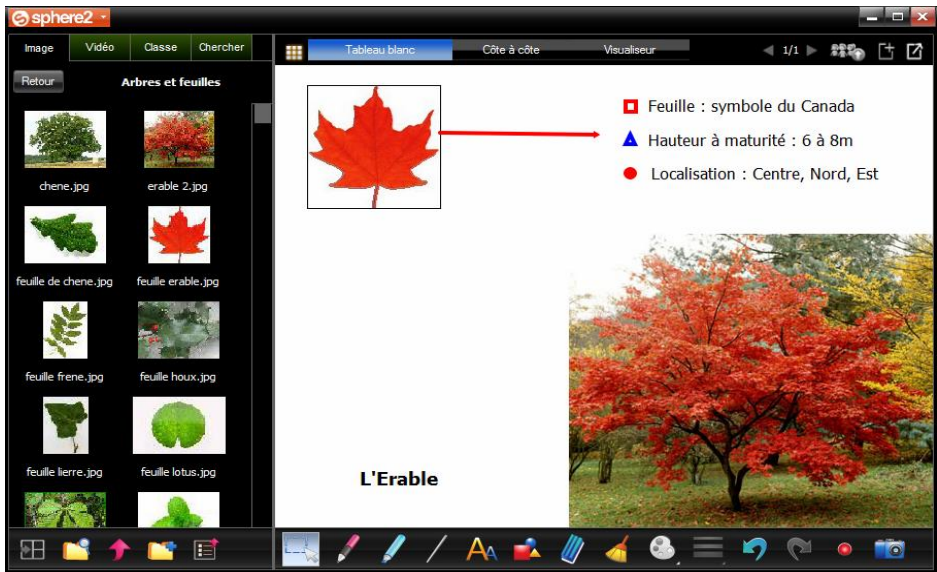 sphere2
Image Vidéo Classe Chercher
Retour Arbres et feuilles
chene.jpg erable 2.jpg
feuille de chene.jpg feuille erable.jpg
feuille frene.jpg feuille houx.jpg
feuille lierre.jpg feuille lotus.jpg
Tableau blanc Côte à côte Visualiseur 1/1
Feuille : symbole du Canada
Hauteur à maturité : 6 à 8m
Localisation : Centre, Nord, Est
L'Erable
AA